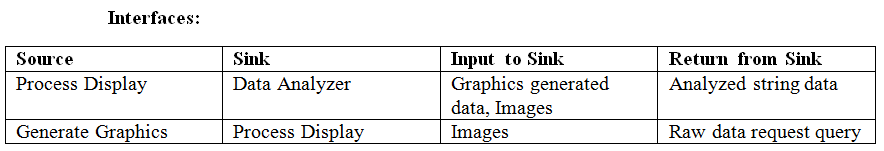 Interfaces:
Source Sink Input to Sink Return from Sink
Process Display Data Analyzer Graphics generated Analyzed string data
data, Images
Generate Graphics Process Display Images Raw data request query